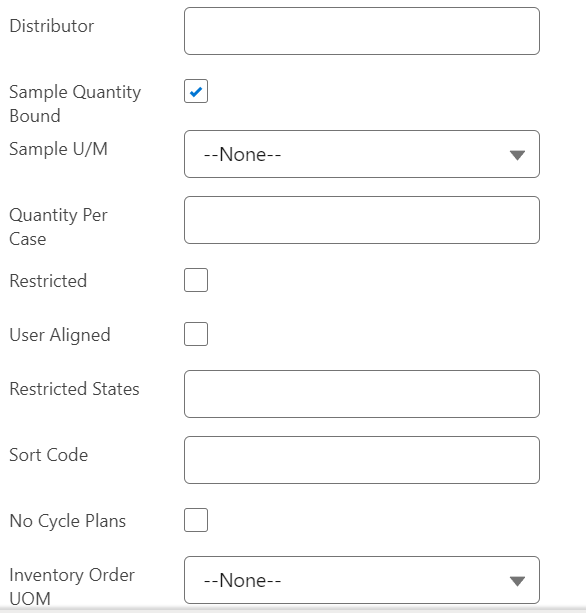 Distributor
Sample Quantity
Bound
Sample U/M
--None--
Quantity Per
Case
Restricted
User Aligned
Restricted States
Sort Code
No Cycle Plans
Inventory Order
UOM
--None--